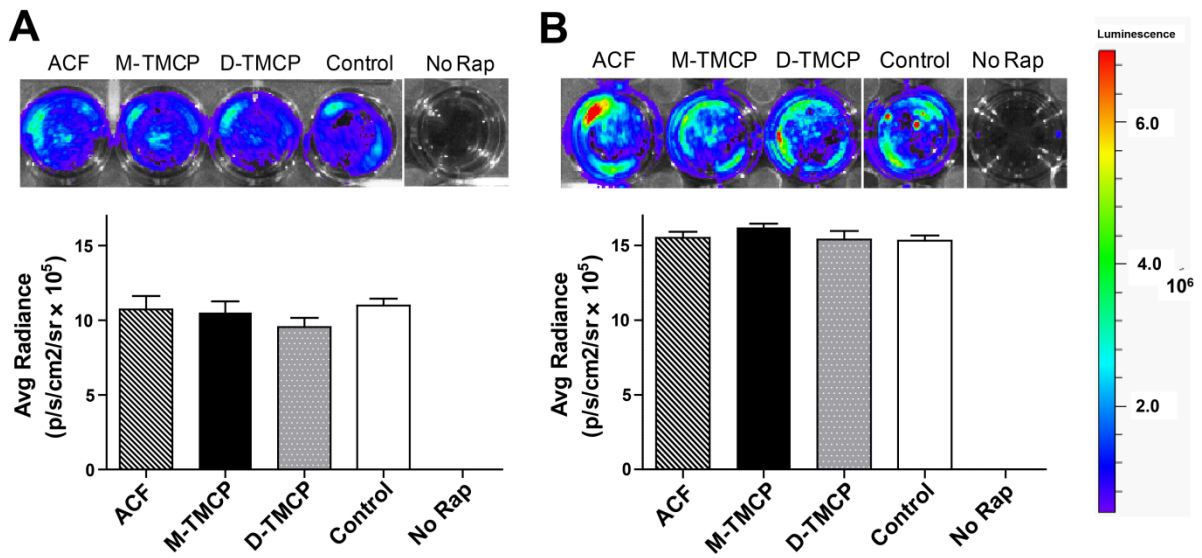 A
ACF M-TMCP D-TMCP Control No Rap
Avg Radiance
(p/s/cm2/sr × 10⁵)
15
10
5
0
ACF M-TMCP D-TMCP Control No Rap
B
ACF M-TMCP D-TMCP Control No Rap
Avg Radiance
(p/s/cm2/sr × 10⁵)
15
10
5
0
ACF M-TMCP D-TMCP Control No Rap
Luminescence
6.0
4.0
10⁶
2.0